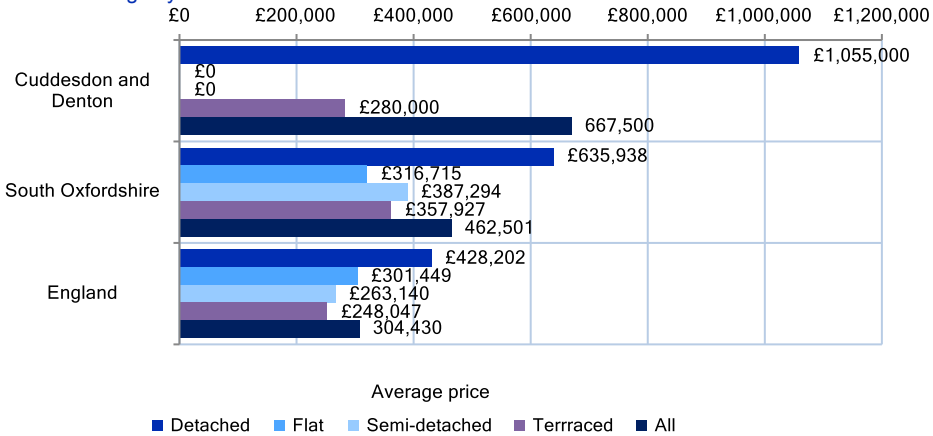 £0 £200,000 £400,000 £600,000 £800,000 £1,000,000 £1,200,000
Cuddesdon and
Denton
£1,055,000
£0
£0
£280,000
667,500
South Oxfordshire
£635,938
£316,715
£387,294
£357,927
462,501
England
£428,202
£301,449
£263,140
£248,047
304,430
Average price
Detached Flat Semi-detached Terrraced All